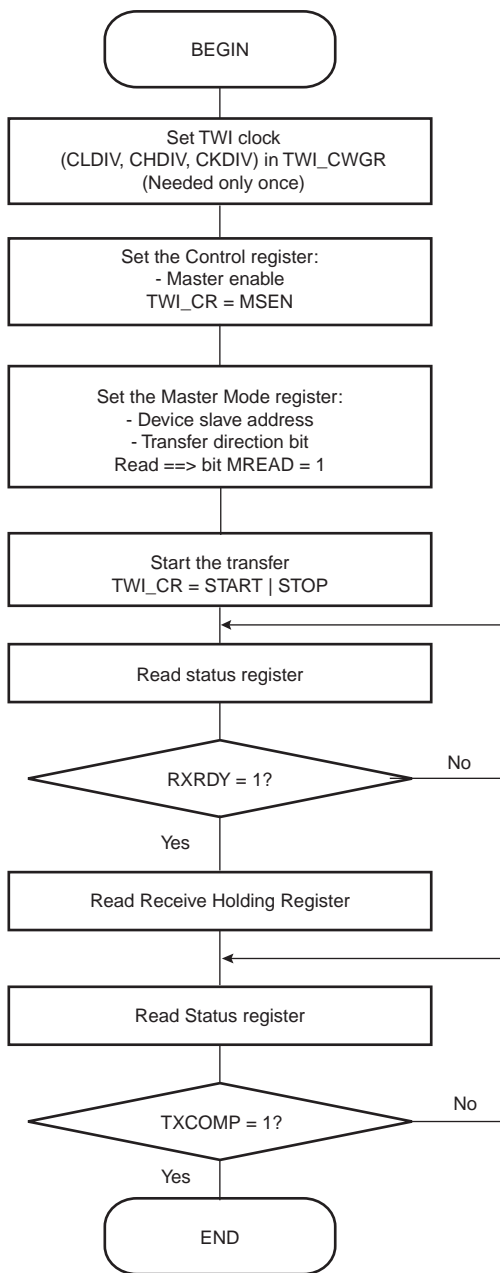 BEGIN
Set TWI clock
(CLDIV, CHDIV, CKDIV) in TWI_CWGR
(Needed only once)
Set the Control register:
- Master enable
TWI_CR = MSEN
Set the Master Mode register:
- Device slave address
- Transfer direction bit
Read ==> bit MREAD = 1
Start the transfer
TWI_CR = START | STOP
Read status register
RXRDY = 1?
No
Yes
Read Receive Holding Register
Read Status register
TXCOMP = 1?
No
Yes
END